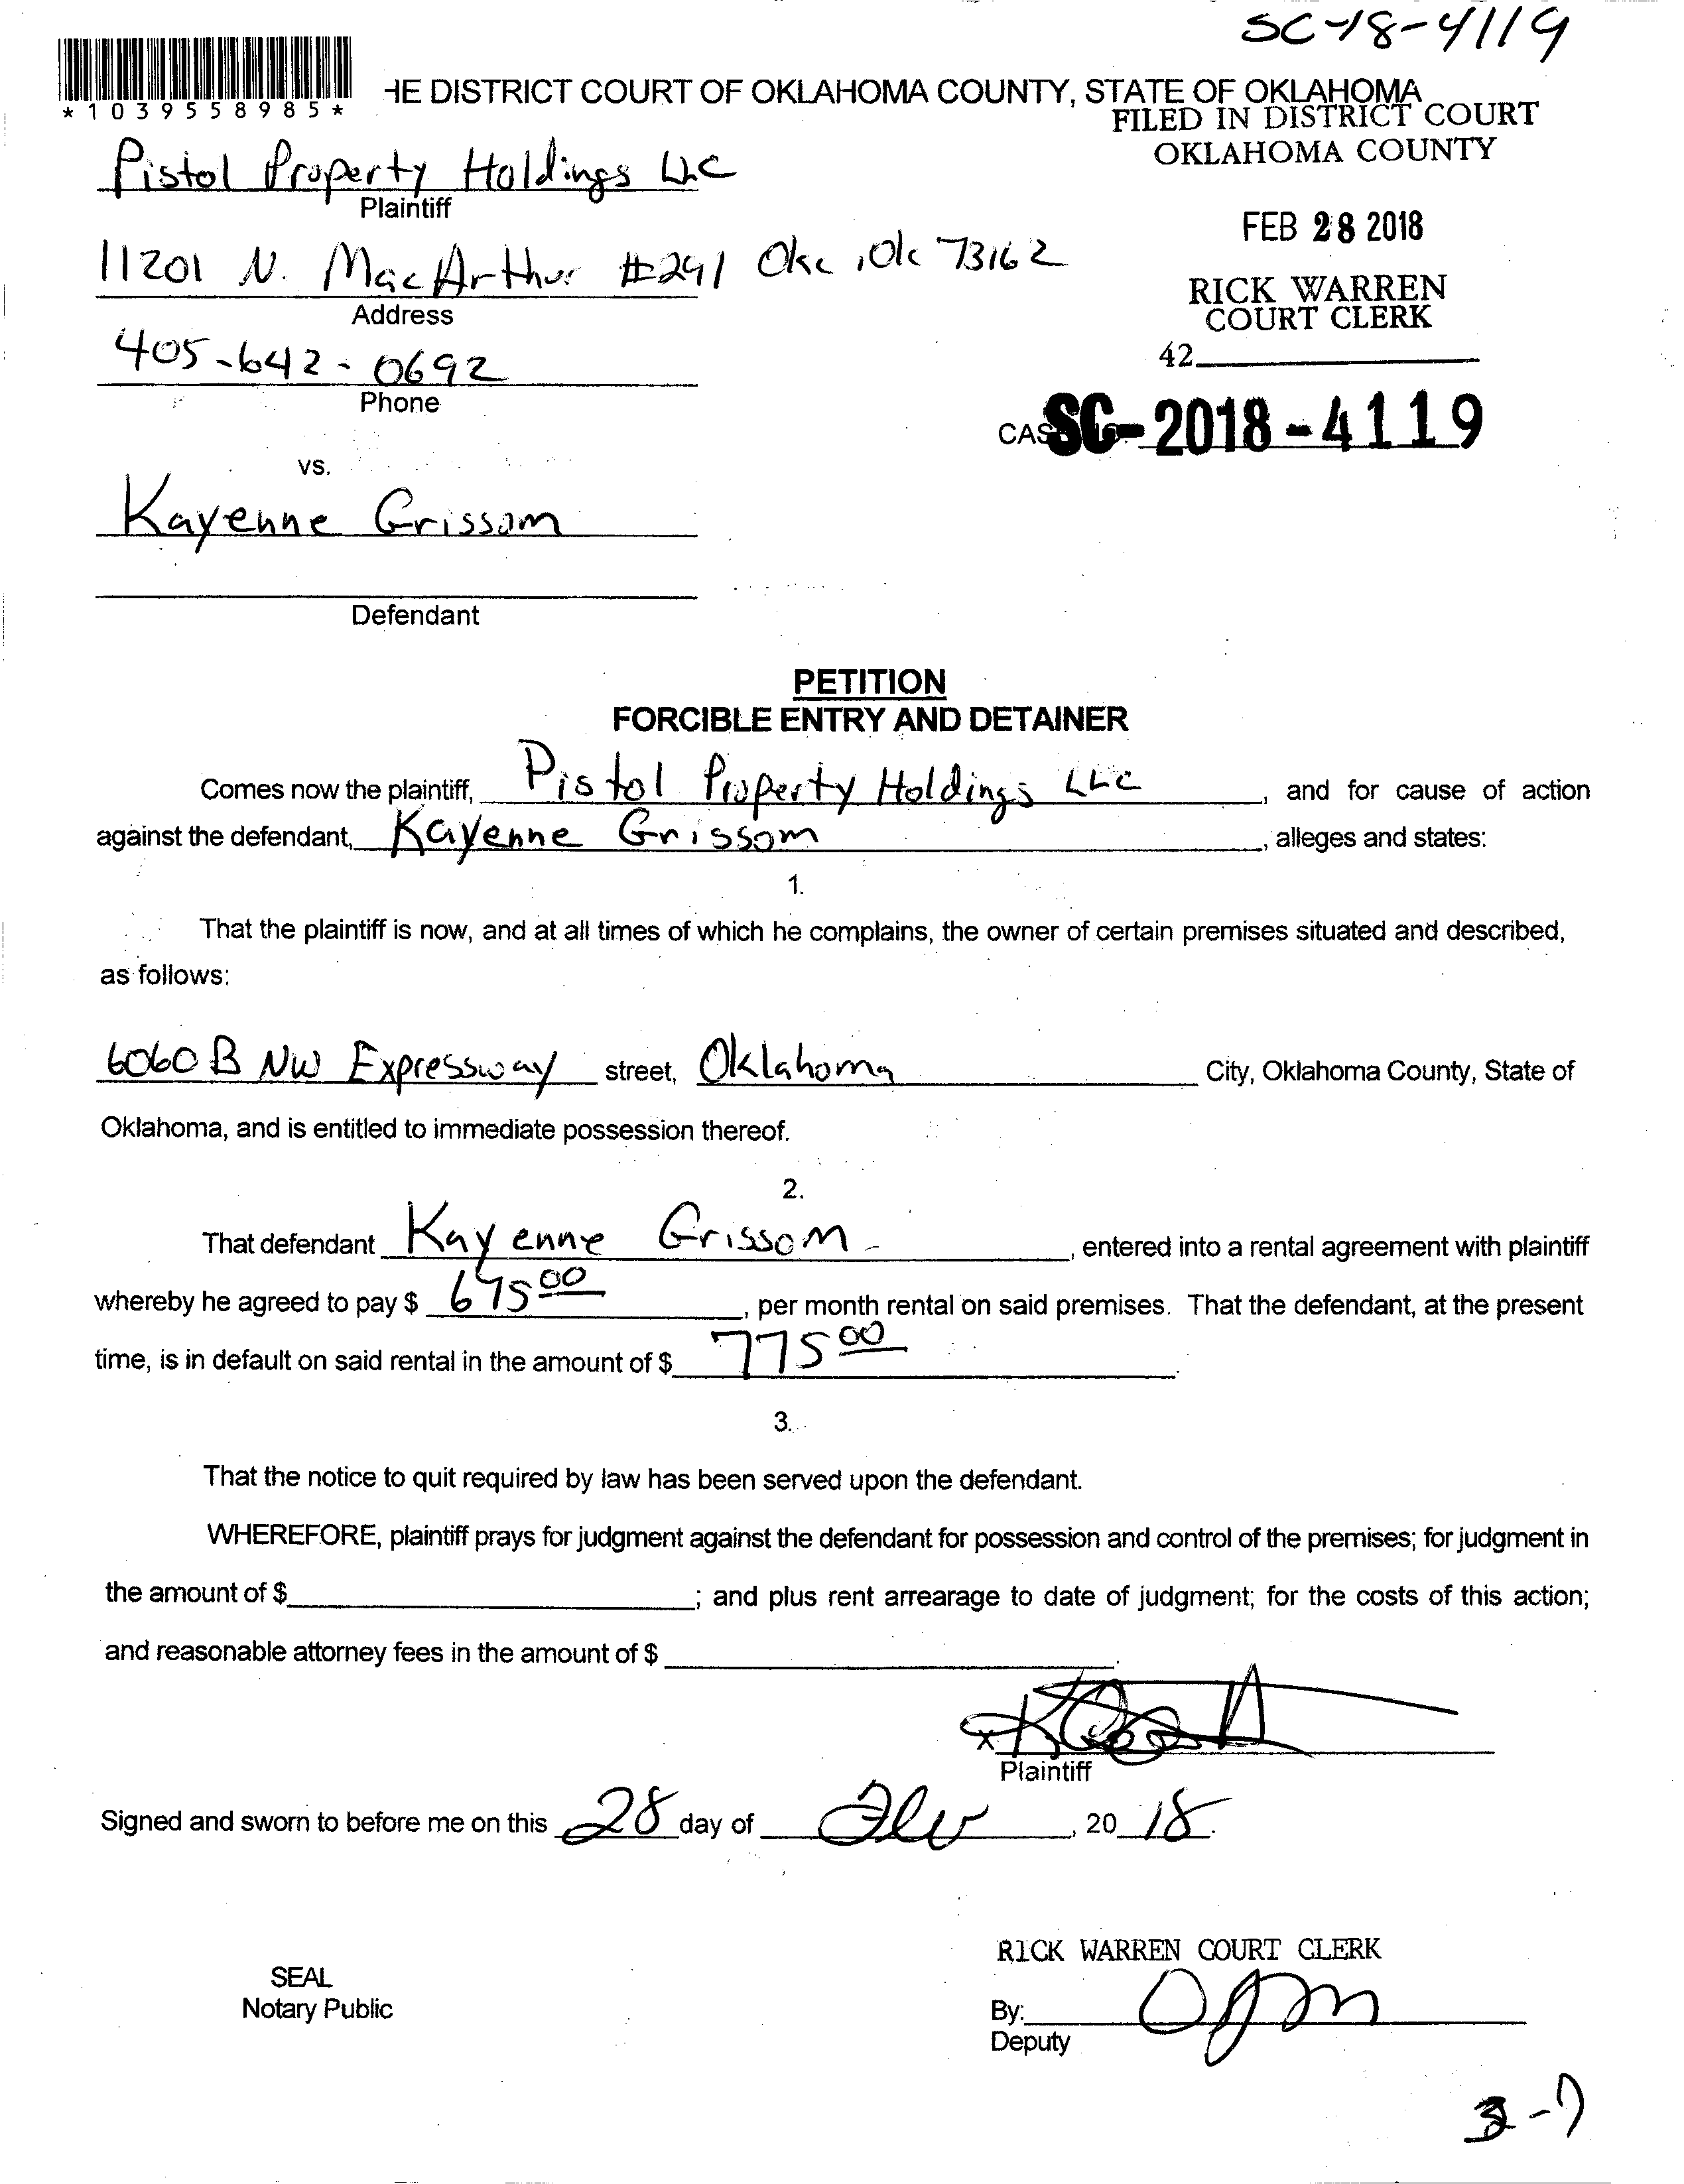 SC-18-4119
*1039558985*
HE DISTRICT COURT OF OKLAHOMA COUNTY, STATE OF OKLAHOMA
FILED IN DISTRICT COURT
OKLAHOMA COUNTY
Pistol Property Holdings LLC
Plaintiff
FEB 28 2018
11201 N. MacArthur #291 Okc, Ok 73162
Address
RICK WARREN
COURT CLERK
405-642-0692
Phone
42
CAS SC-2018-4119
vs.
Kayenne Grissom
Defendant
PETITION
FORCIBLE ENTRY AND DETAINER
Comes now the plaintiff, Pistol Property Holdings LLC, and for cause of action
against the defendant, Kayenne Grissom, alleges and states:
1.
That the plaintiff is now, and at all times of which he complains, the owner of certain premises situated and described,
as follows:
6060 B NW Expressway street, Oklahoma City, Oklahoma County, State of
Oklahoma, and is entitled to immediate possession thereof.
2.
That defendant Kayenne Grissom, entered into a rental agreement with plaintiff
whereby he agreed to pay $ 675 00, per month rental on said premises. That the defendant, at the present
time, is in default on said rental in the amount of $ 775 00.
3.
That the notice to quit required by law has been served upon the defendant.
WHEREFORE, plaintiff prays for judgment against the defendant for possession and control of the premises; for judgment in
the amount of $ ; and plus rent arrearage to date of judgment; for the costs of this action;
and reasonable attorney fees in the amount of $ .
x
Plaintiff
Signed and sworn to before me on this 28 day of Feb, 20 18.
RICK WARREN COURT CLERK
SEAL
Notary Public
By:
Deputy
3-7